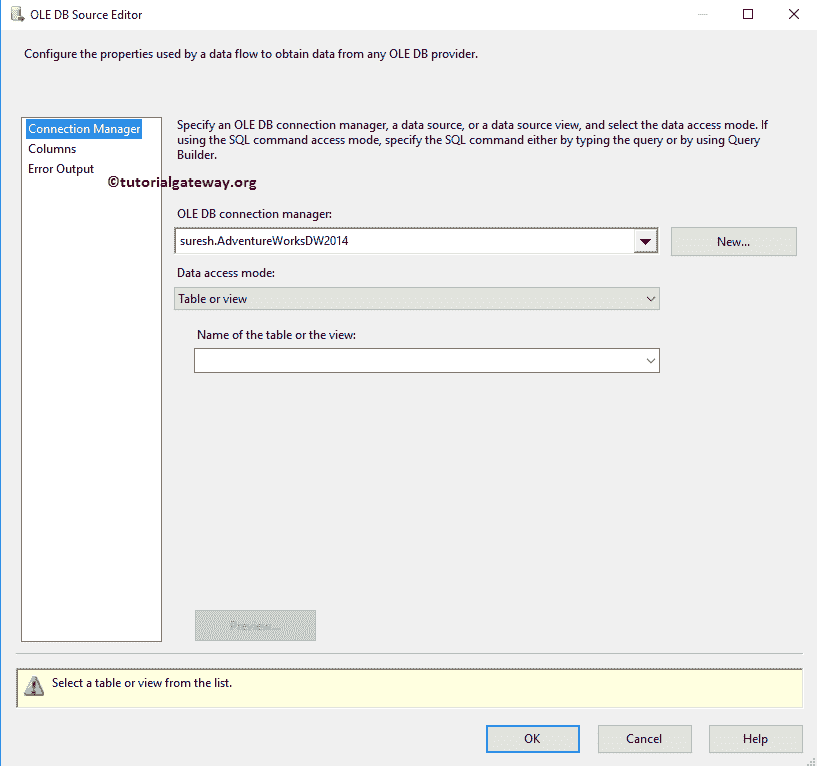 OLE DB Source Editor
Configure the properties used by a data flow to obtain data from any OLE DB provider.
Connection Manager
Columns
Error Output
©tutorialgateway.org
Specify an OLE DB connection manager, a data source, or a data source view, and select the data access mode. If
using the SQL command access mode, specify the SQL command either by typing the query or by using Query
Builder.
OLE DB connection manager:
suresh.AdventureWorksDW2014
New...
Data access mode:
Table or view
Name of the table or the view:
Preview...
Select a table or view from the list.
OK
Cancel
Help